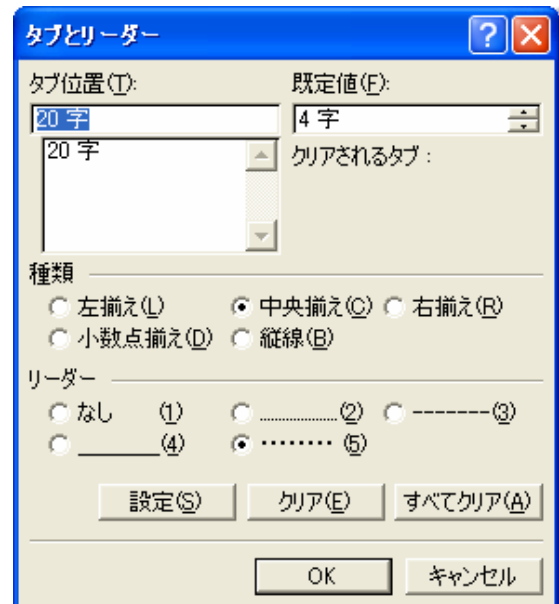 タブとリーダー
タブ位置(T): 既定値(F):
20 字 4 字
20 字 クリアされるタブ :
種類
左揃え(L) 中央揃え(C) 右揃え(R)
小数点揃え(D) 縦線(B)
リーダー
なし (1) ....................(2) -------(3)
________(4) ········ (5)
設定(S) クリア(E) すべてクリア(A)
OK キャンセル